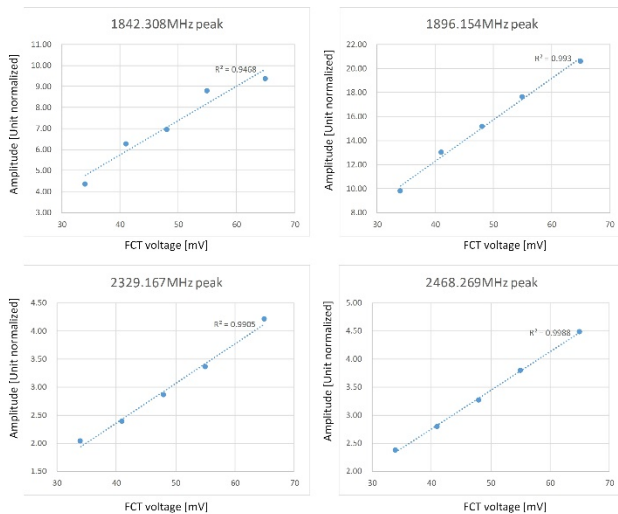 1842.308MHz peak
11.00
10.00
9.00
8.00
7.00
6.00
5.00
4.00
3.00
R² = 0.9468
30 40 50 60 70
Amplitude [Unit normalized]
FCT voltage [mV]
1896.154MHz peak
22.00
20.00
18.00
16.00
14.00
12.00
10.00
8.00
R² = 0.993
30 40 50 60 70
Amplitude [Unit normalized]
FCT voltage [mV]
2329.167MHz peak
4.50
4.00
3.50
3.00
2.50
2.00
1.50
R² = 0.9905
30 40 50 60 70
Amplitude [Unit normalized]
FCT voltage [mV]
2468.269MHz peak
5.00
4.50
4.00
3.50
3.00
2.50
2.00
R² = 0.9988
30 40 50 60 70
Amplitude [Unit normalized]
FCT voltage [mV]